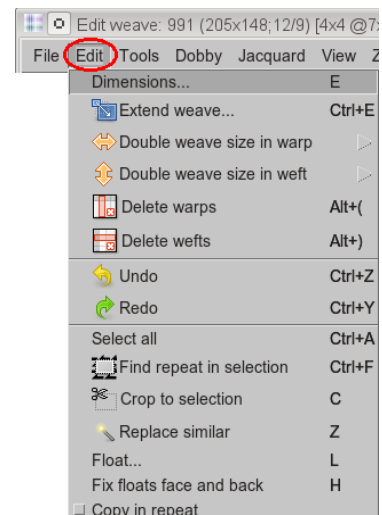 Edit weave: 991 (205x148;12/9) [4x4 @7
File Edit Tools Dobby Jacquard View Z
Dimensions... E
Extend weave... Ctrl+E
Double weave size in warp
Double weave size in weft
Delete warps Alt+(
Delete wefts Alt+)
Undo Ctrl+Z
Redo Ctrl+Y
Select all Ctrl+A
Find repeat in selection Ctrl+F
Crop to selection C
Replace similar Z
Float... L
Fix floats face and back H
Copy in repeat